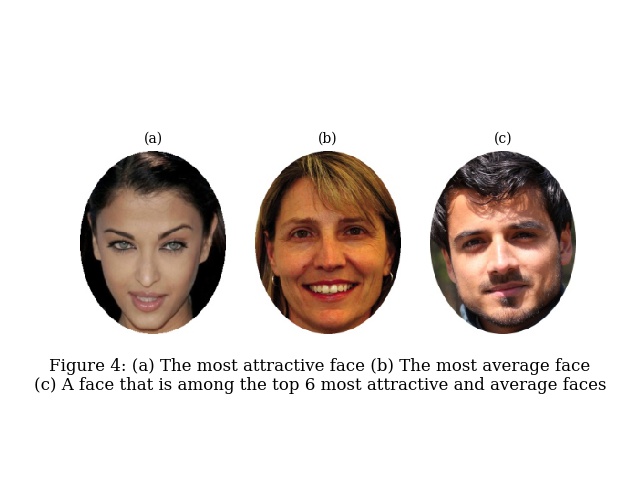 (a) (b) (c)
Figure 4: (a) The most attractive face (b) The most average face
(c) A face that is among the top 6 most attractive and average faces